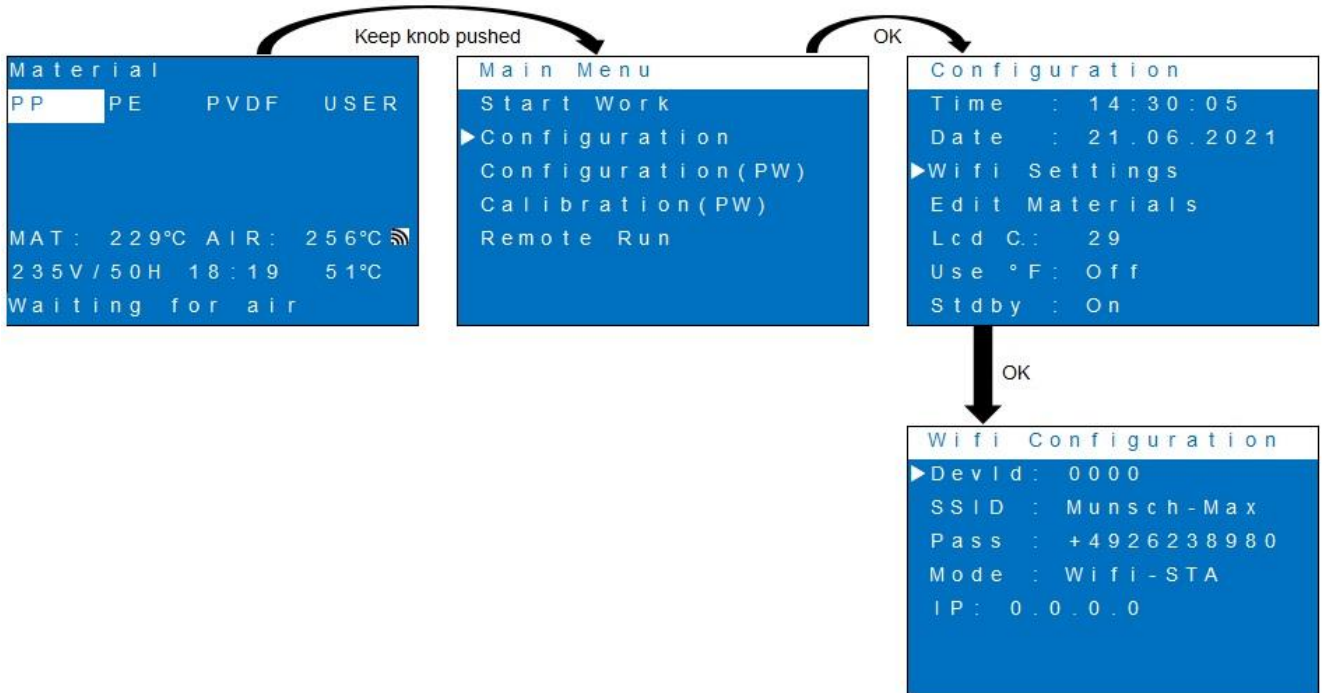 Keep knob pushed
OK
Material
PP PE PVDF USER
MAT: 229°C AIR: 256°C
235V/50H 18:19 51°C
Waiting for air
Main Menu
Start Work
Configuration
Configuration(PW)
Calibration(PW)
Remote Run
Configuration
Time : 14:30:05
Date : 21.06.2021
Wifi Settings
Edit Materials
Lcd C.: 29
Use °F: Off
Stdby : On
OK
Wifi Configuration
DevId: 0000
SSID : Munsch-Max
Pass : +4926238980
Mode : Wifi-STA
IP: 0.0.0.0